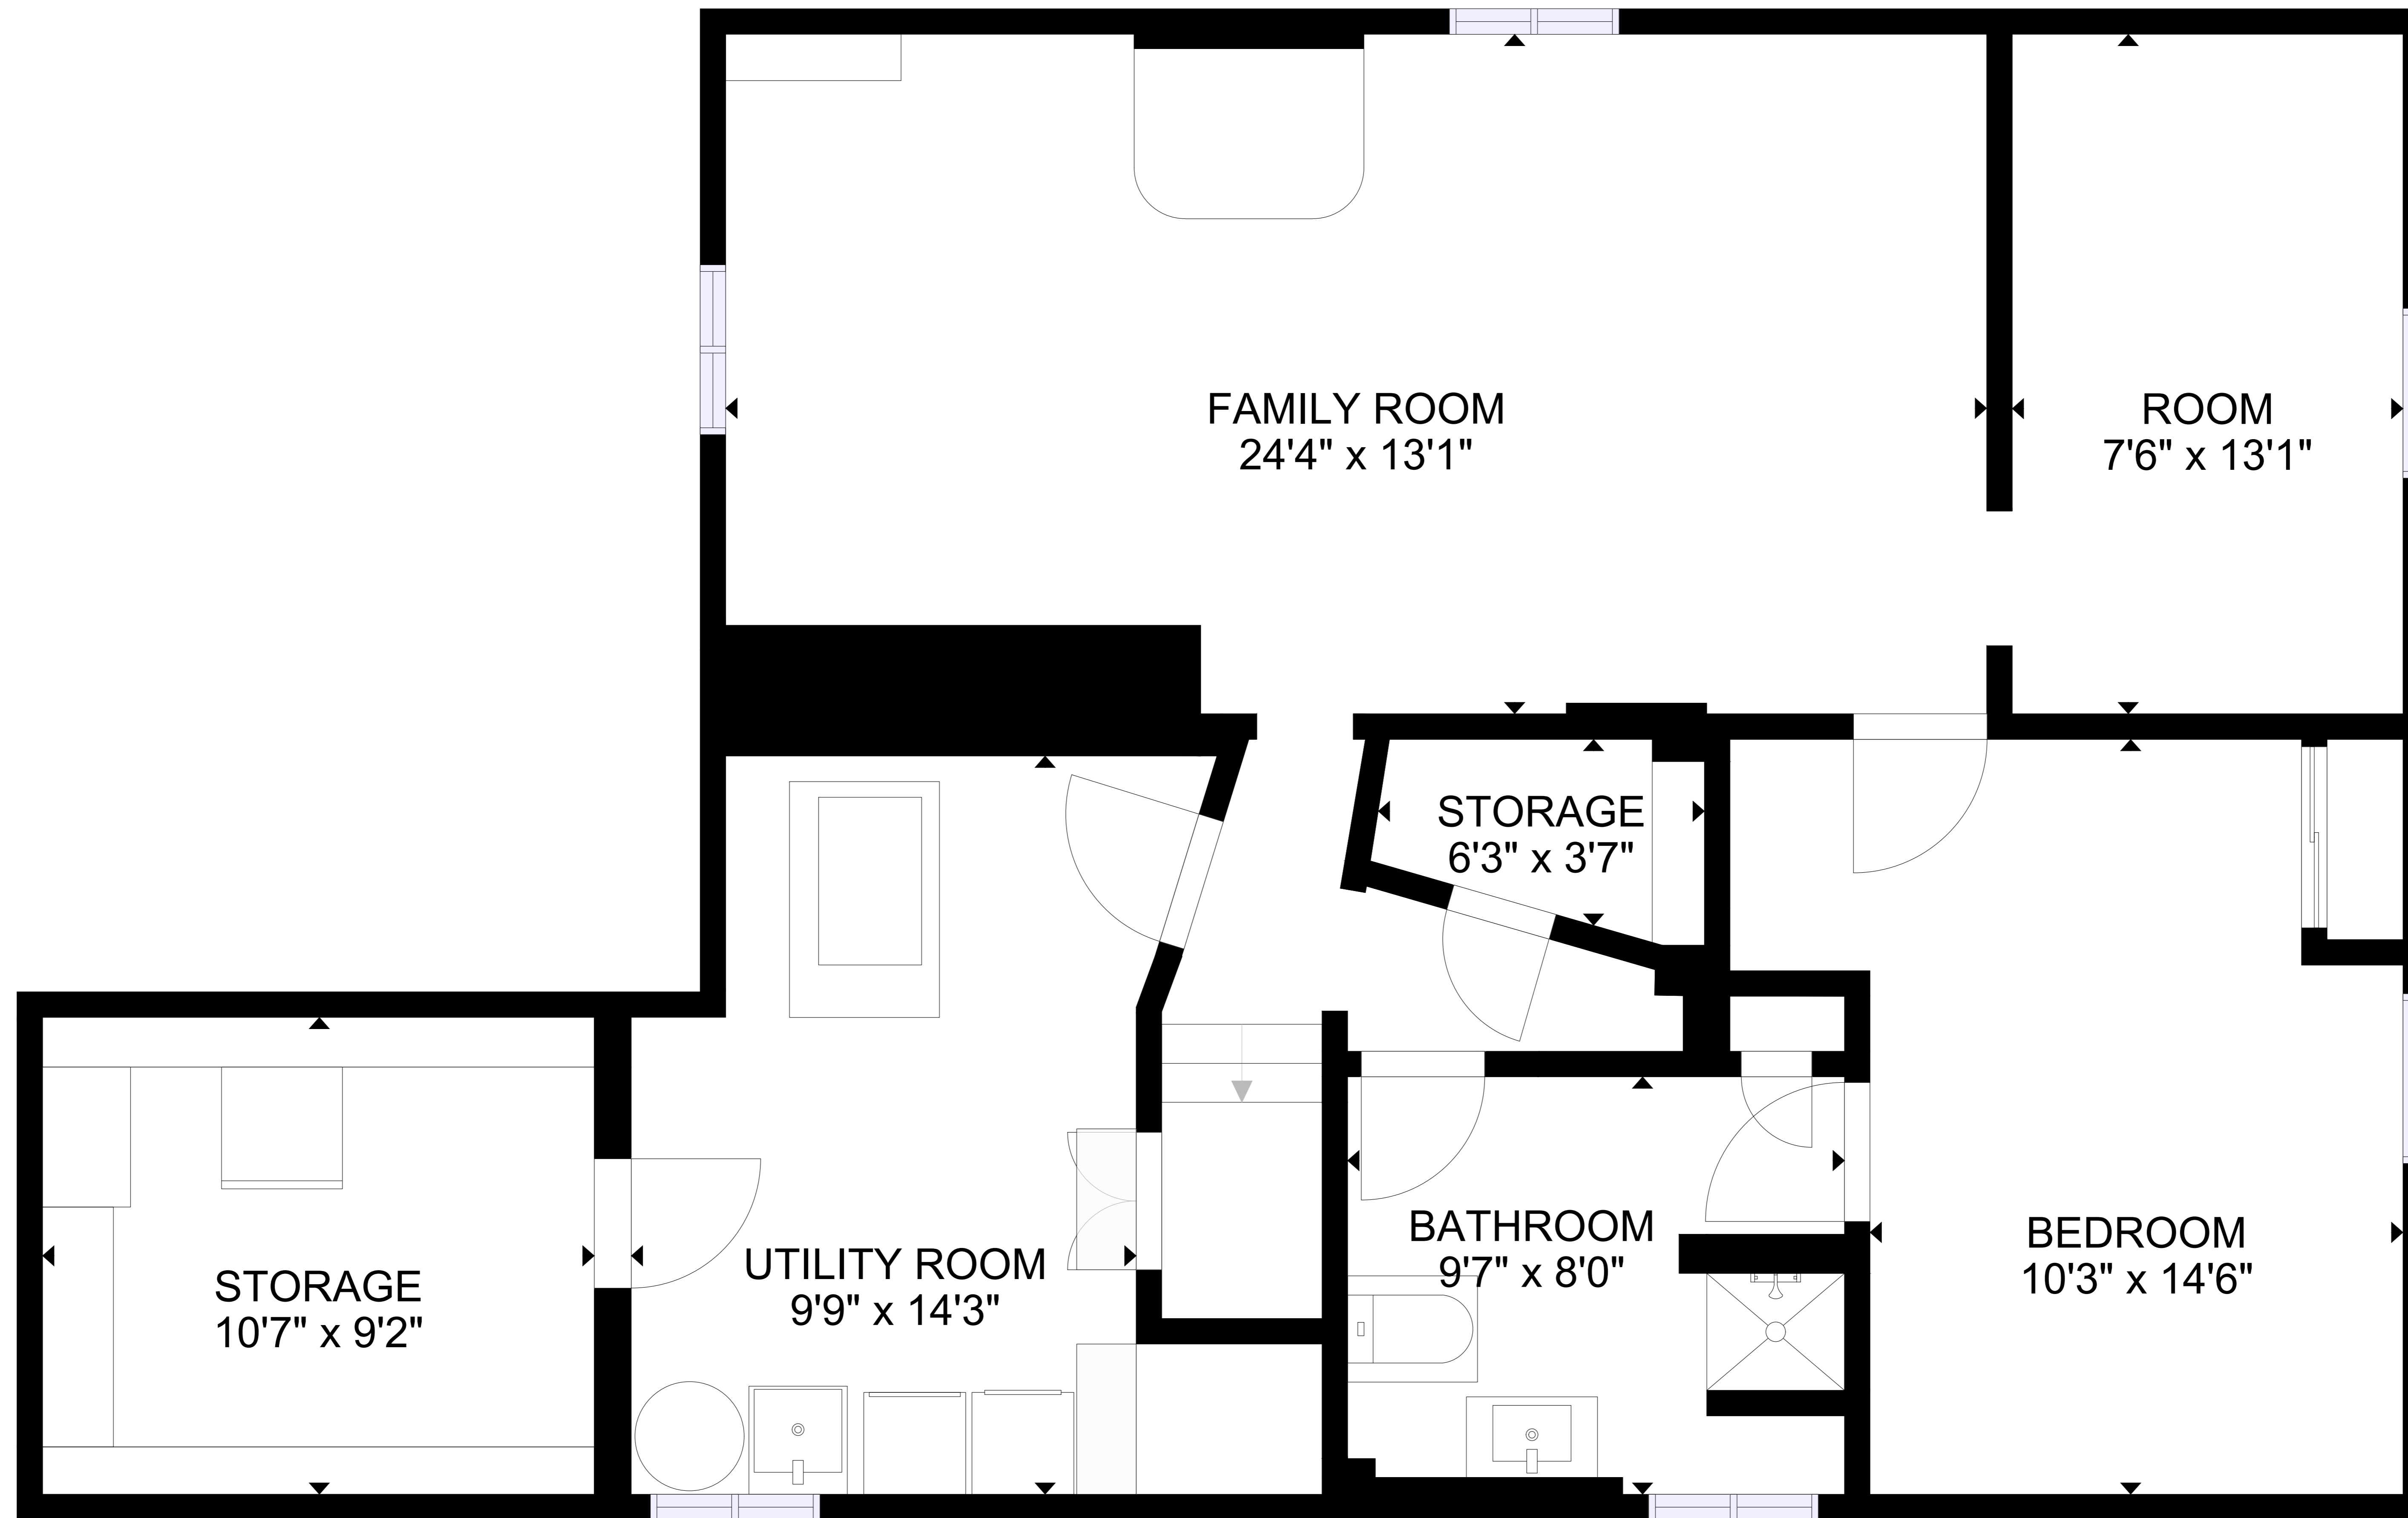 FAMILY ROOM
24'4" x 13'1"
ROOM
7'6" x 13'1"
STORAGE
6'3" x 3'7"
BATHROOM
9'7" x 8'0"
BEDROOM
10'3" x 14'6"
UTILITY ROOM
9'9" x 14'3"
STORAGE
10'7" x 9'2"